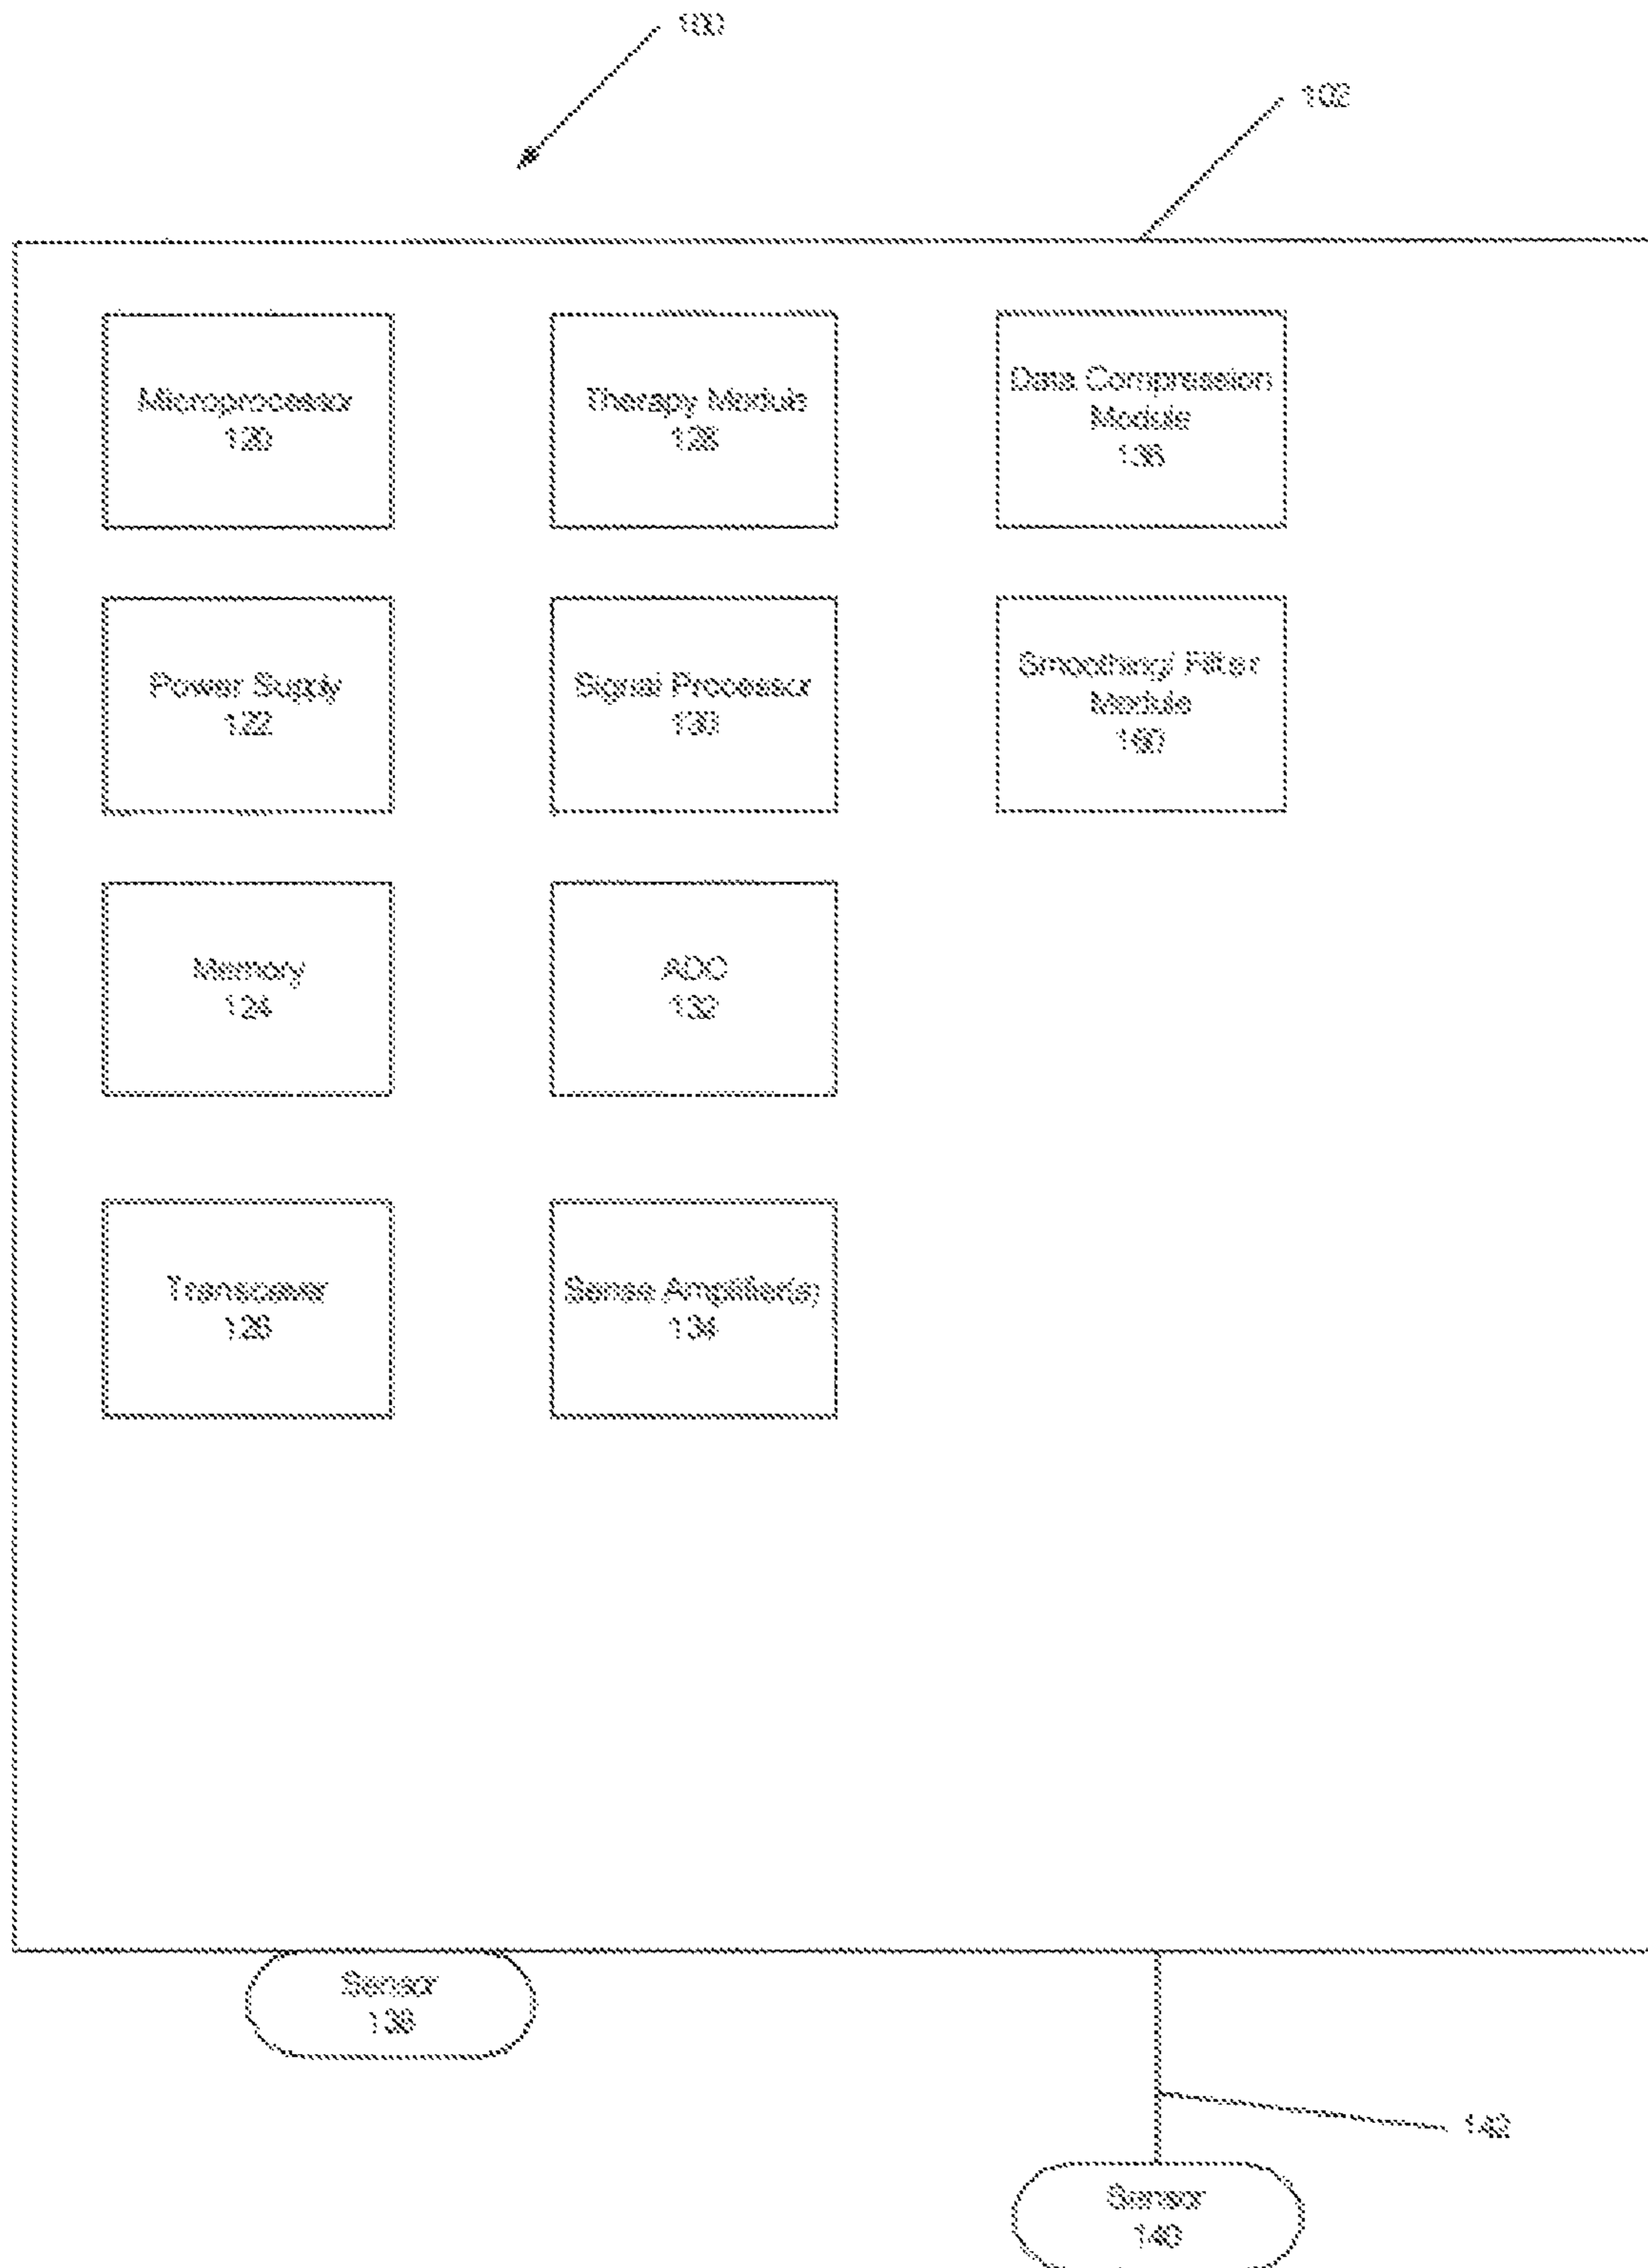 100
102
Microprocessor
120
Therapy Module
128
Data Compression
Module
136
Power Supply
122
Signal Processor
130
Smoothing/ Filter
Module
160
Memory
124
ADC
132
Transceiver
126
Sense Amplifier(s)
134
Sensor
138
142
Sensor
140